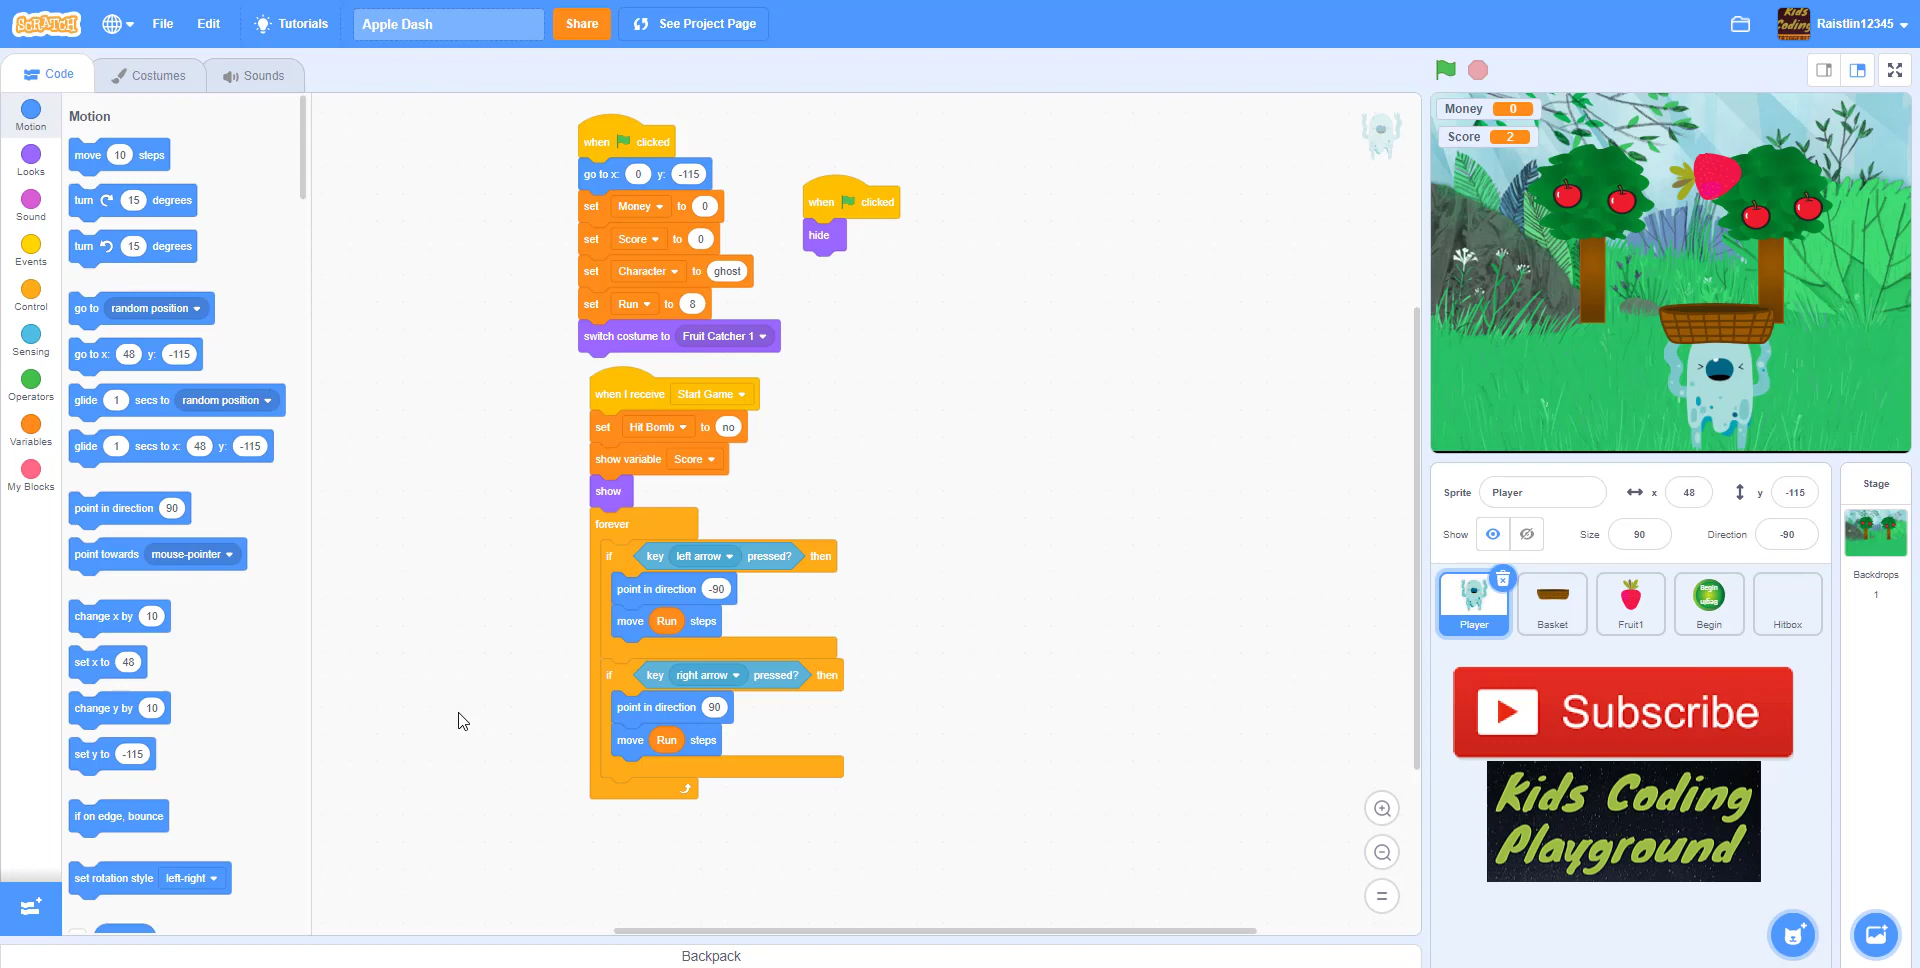 SCRATCH
File
Edit
Tutorials
Apple Dash
Share
See Project Page
Raistlin12345
Code
Costumes
Sounds
Motion
Looks
Sound
Events
Control
Sensing
Operators
Variables
My Blocks
Motion
move 10 steps
turn 15 degrees
turn 15 degrees
go to random position
go to x: 48 y: -115
glide 1 secs to random position
glide 1 secs to x: 48 y: -115
point in direction 90
point towards mouse-pointer
change x by 10
set x to 48
change y by 10
set y to -115
if on edge, bounce
set rotation style left-right
when clicked
go to x: 0 y: -115
set Money to 0
set Score to 0
set Character to ghost
set Run to 8
switch costume to Fruit Catcher 1
when clicked
hide
when I receive Start Game
set Hit Bomb to no
show variable Score
show
forever
if key left arrow pressed? then
point in direction -90
move Run steps
if key right arrow pressed? then
point in direction 90
move Run steps
Backpack
Money 0
Score 2
Sprite Player x 48 y -115
Show Size 90 Direction -90
Player
Basket
Fruit1
Begin
Hitbox
Stage
Backdrops
1
Subscribe
Kids Coding
Playground